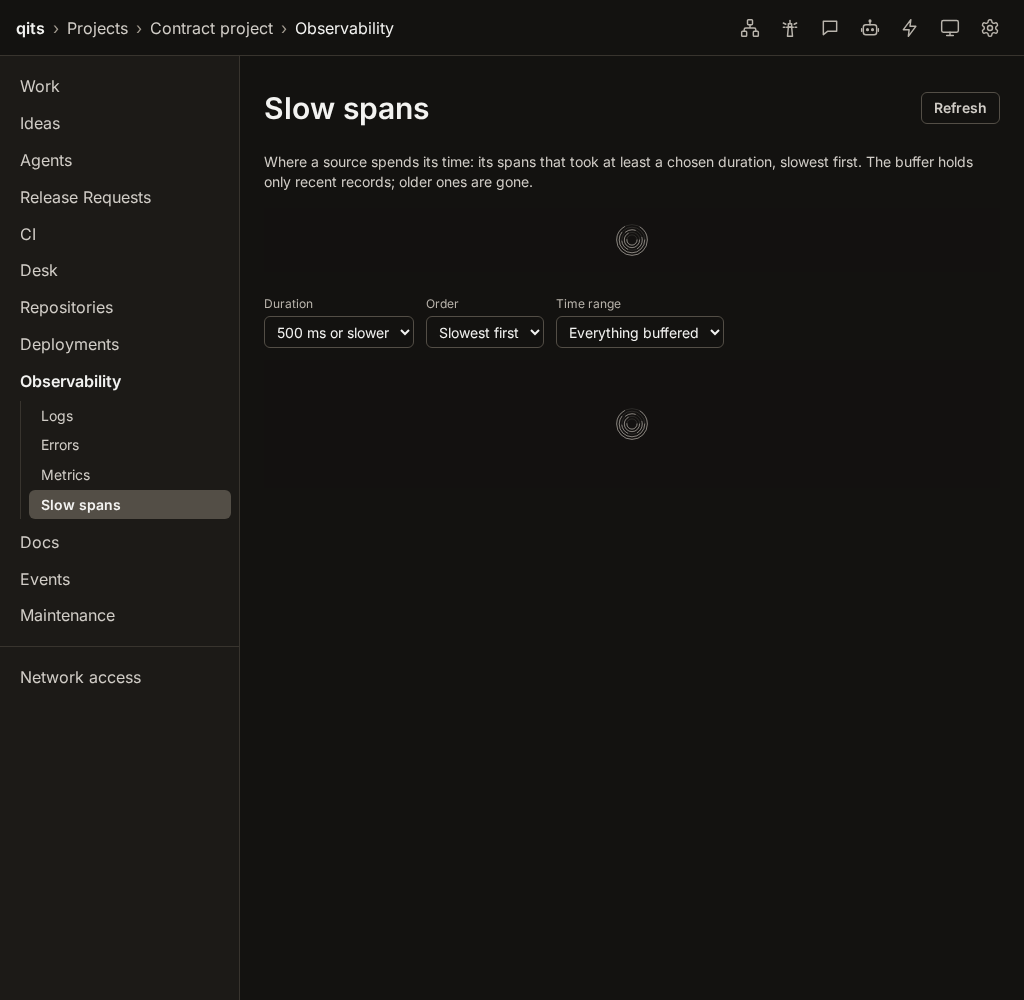 qits › Projects › Contract project › Observability
Work
Ideas
Agents
Release Requests
CI
Desk
Repositories
Deployments
Observability
Logs
Errors
Metrics
Slow spans
Docs
Events
Maintenance
Network access
Slow spans
Refresh
Where a source spends its time: its spans that took at least a chosen duration, slowest first. The buffer holds
only recent records; older ones are gone.
Duration Order Time range
500 ms or slower Slowest first Everything buffered